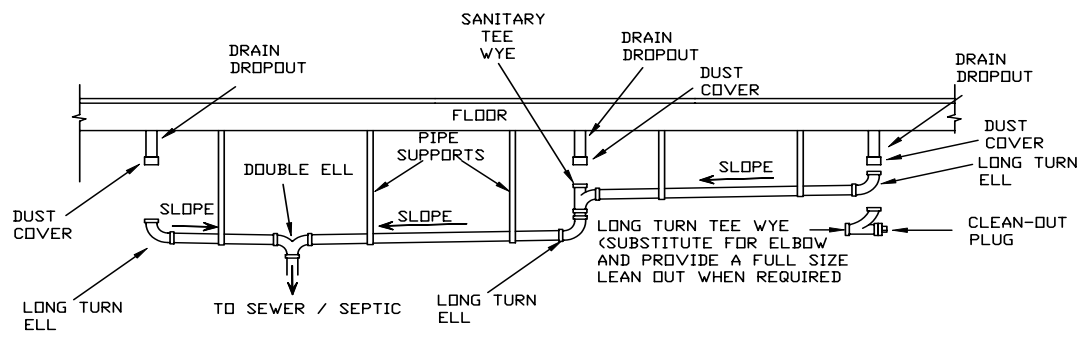 SANITARY
TEE
WYE
DRAIN
DROPOUT
DRAIN
DROPOUT
DUST
COVER
DRAIN
DROPOUT
FLOOR
PIPE
SUPPORTS
DUST
COVER
LONG TURN
ELL
DOUBLE ELL
SLOPE
SLOPE
SLOPE
DUST
COVER
LONG TURN TEE WYE
(SUBSTITUTE FOR ELBOW
AND PROVIDE A FULL SIZE
LEAN OUT WHEN REQUIRED
CLEAN-OUT
PLUG
LONG TURN
ELL
TO SEWER / SEPTIC
LONG TURN
ELL